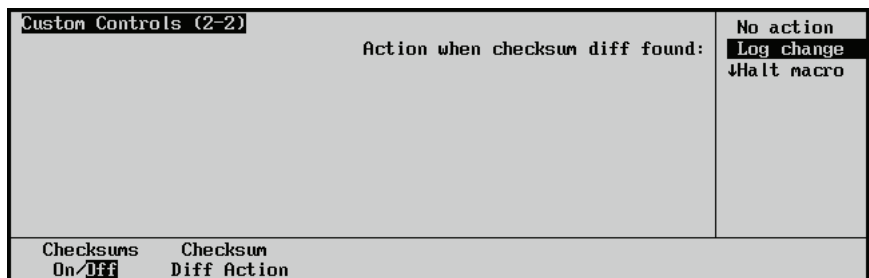 Custom Controls (2-2)
Action when checksum diff found:
No action
Log change
↓Halt macro
Checksums
On/Off
Checksum
Diff Action